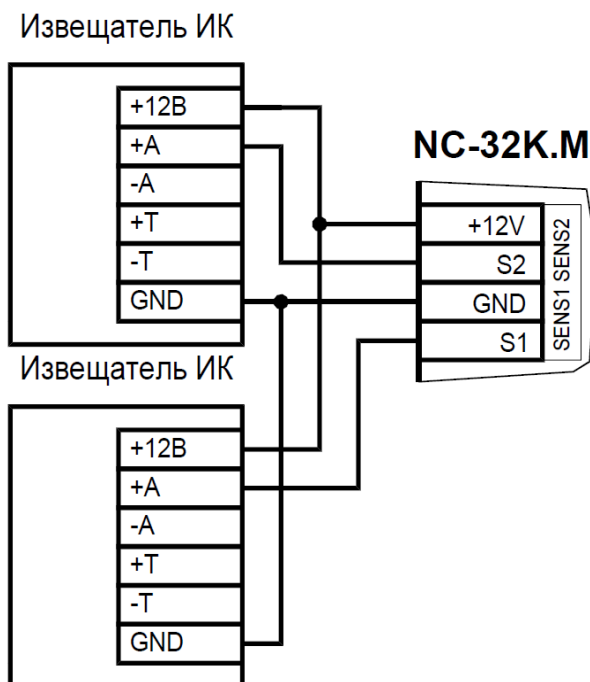 Извещатель ИК
+12В
+А
-А
+Т
-Т
GND
NC-32K.M
+12V
S2
GND
S1
SENS1 SENS2
Извещатель ИК
+12В
+А
-А
+Т
-Т
GND